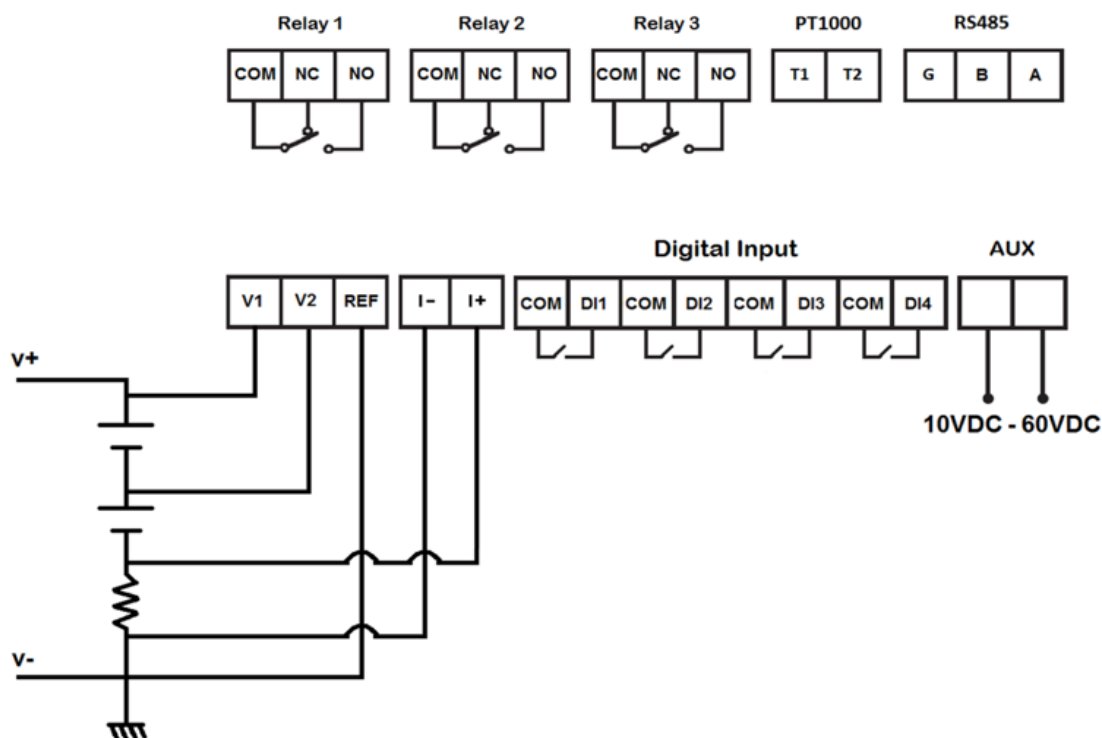 Relay 1 Relay 2 Relay 3 PT1000 RS485
COM NC NO COM NC NO COM NC NO T1 T2 G B A
Digital Input AUX
V1 V2 REF I- I+ COM DI1 COM DI2 COM DI3 COM DI4
v+
10VDC - 60VDC
v-